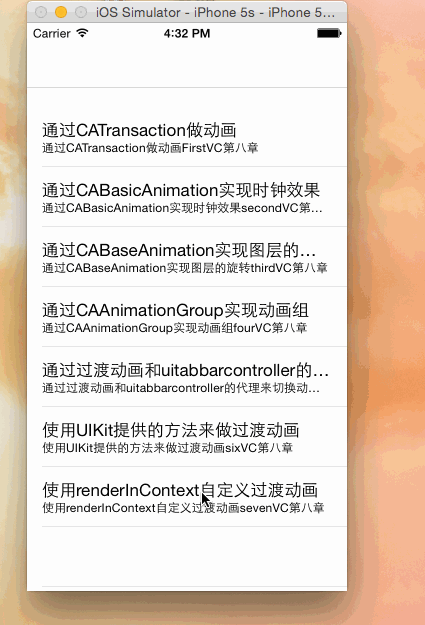 iOS Simulator - iPhone 5s - iPhone 5...
Carrier 4:32 PM
通过CATransaction做动画
通过CATransaction做动画FirstVC第八章
通过CABasicAnimation实现时钟效果
通过CABasicAnimation实现时钟效果secondVC第...
通过CABaseAnimation实现图层的...
通过CABaseAnimation实现图层的旋转thirdVC第八章
通过CAAnimationGroup实现动画组
通过CAAnimationGroup实现动画组fourVC第八章
通过过渡动画和uitabbarcontroller的...
通过过渡动画和uitabbarcontroller的代理来切换动...
使用UIKit提供的方法来做过渡动画
使用UIKit提供的方法来做过渡动画sixVC第八章
使用renderInContext自定义过渡动画
使用renderInContext自定义过渡动画sevenVC第八章